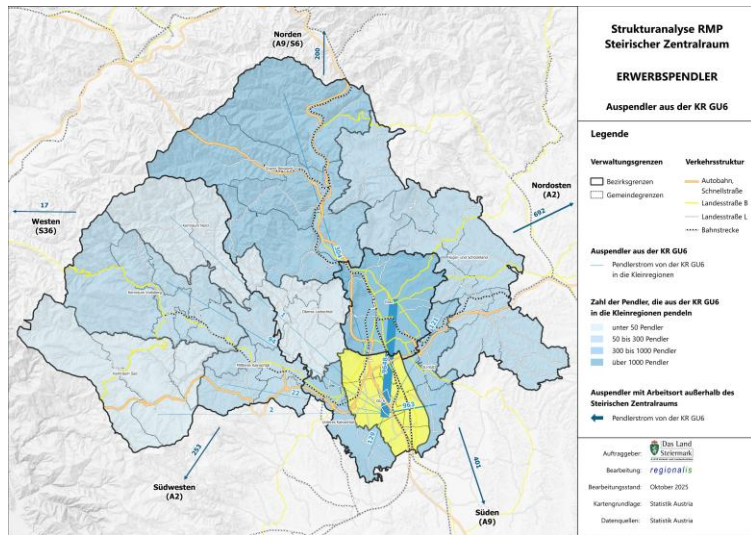 Strukturanalyse RMP
Steirischer Zentralraum
ERWERBSPENDLER
Auspendler aus der KR GU6
Legende
Verwaltungsgrenzen
Bezirksgrenzen
Gemeindegrenzen
Verkehrsstruktur
Autobahn,
Schnellstraße
Landesstraße B
Landesstraße L
Bahnstrecke
Auspendler aus der KR GU6
Pendlerstrom von der KR GU6
in die Kleinregionen
Zahl der Pendler, die aus der KR GU6
in die Kleinregionen pendeln
unter 50 Pendler
50 bis 300 Pendler
300 bis 1000 Pendler
über 1000 Pendler
Auspendler mit Arbeitsort außerhalb des
Steirischen Zentralraums
Pendlerstrom von der KR GU6
Auftraggeber:
Das Land
Steiermark
Bearbeitung:
regionalis
Bearbeitungsstand:
Oktober 2025
Kartengrundlage:
Statistik Austria
Datenquellen:
Statistik Austria
Norden
(A9/S6)
200
Nordosten
(A2)
692
17
Westen
(S36)
963
2
253
Südwesten
(A2)
401
Süden
(A9)